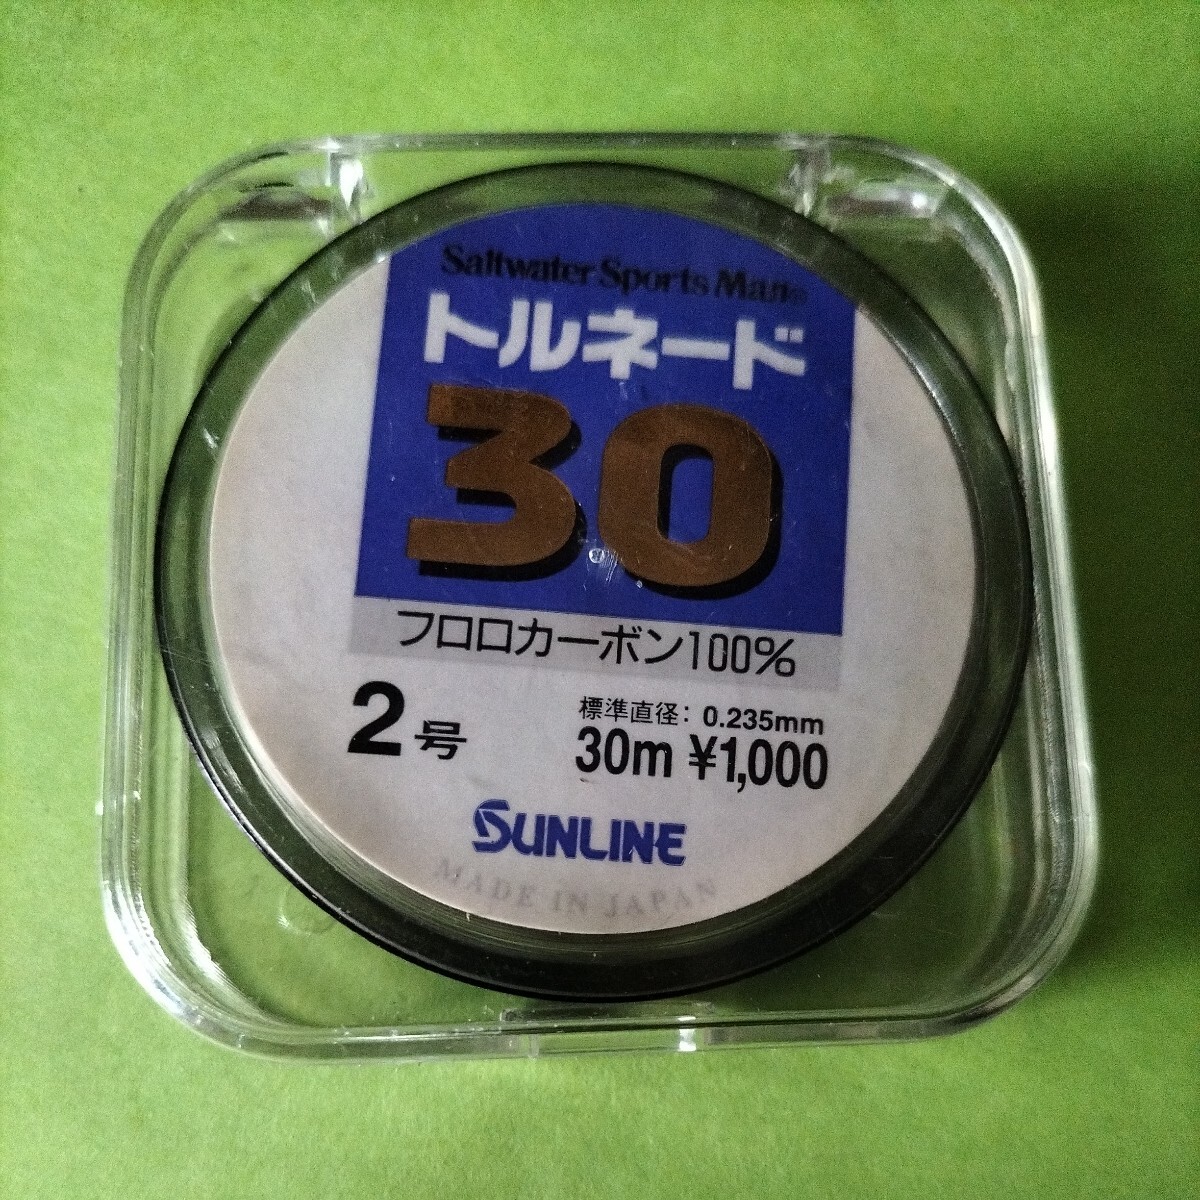 Saltwater Sports Man®
トルネード
30
フロロカーボン100%
2号
標準直径：0.235mm
30m ¥1,000
SUNLINE
MADE IN JAPAN